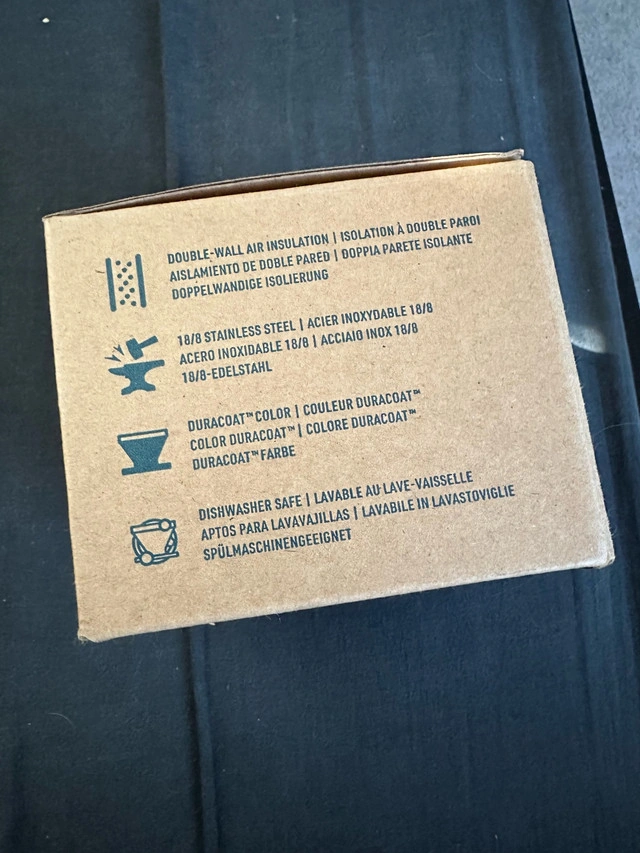 DOUBLE-WALL AIR INSULATION | ISOLATION À DOUBLE PAROI
AISLAMIENTO DE DOBLE PARED | DOPPIA PARETE ISOLANTE
DOPPELWANDIGE ISOLIERUNG
18/8 STAINLESS STEEL | ACIER INOXYDABLE 18/8
ACERO INOXIDABLE 18/8 | ACCIAIO INOX 18/8
18/8-EDELSTAHL
DURACOAT™ COLOR | COULEUR DURACOAT™
COLOR DURACOAT™ | COLORE DURACOAT™
DURACOAT™ FARBE
DISHWASHER SAFE | LAVABLE AU LAVE-VAISSELLE
APTOS PARA LAVAVAJILLAS | LAVABILE IN LAVASTOVIGLIE
SPÜLMASCHINENGEEIGNET